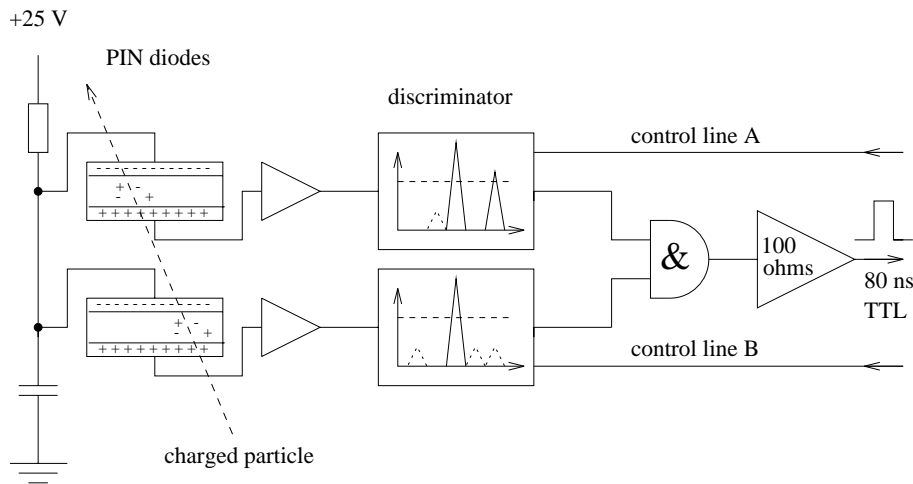 +25 V
PIN diodes
discriminator
control line A
- - - - - - - - -
+ -
- +
+ + + + + + + + +
&
100
ohms
80 ns
TTL
- - - - - - - - -
+ -
- +
+ + + + + + + + +
control line B
charged particle